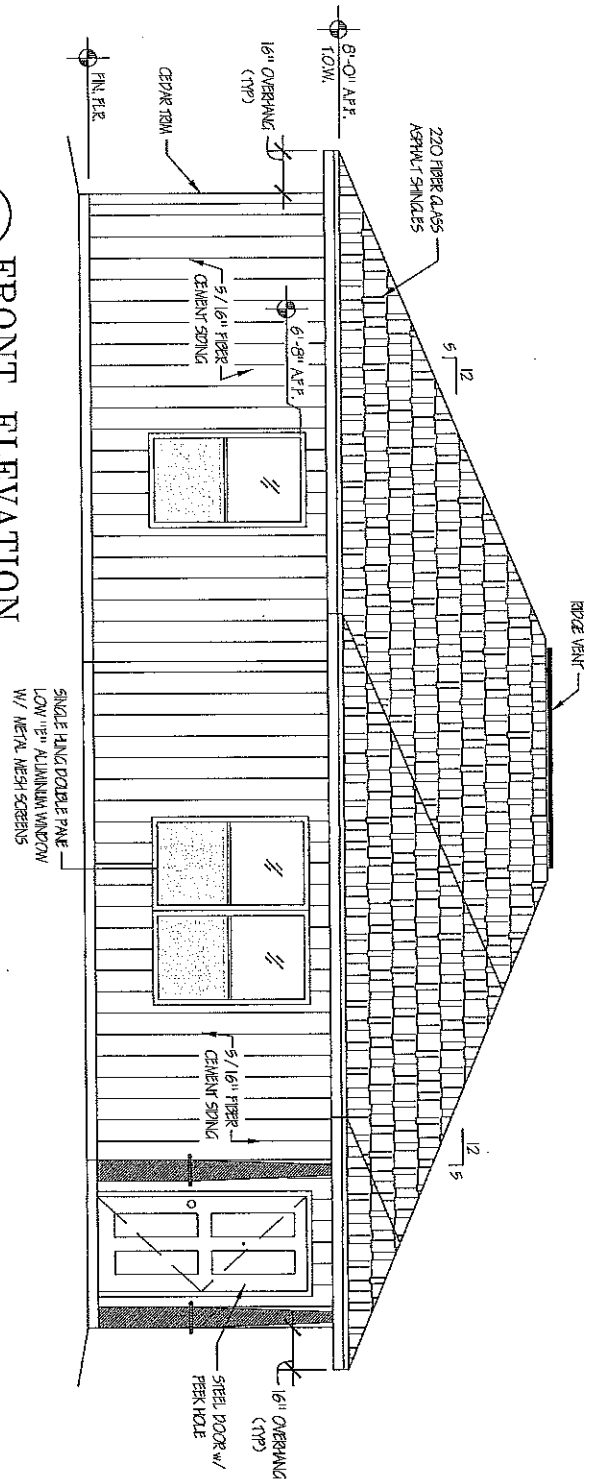 RIDGE VENT
220 FIBER GLASS
ASPHALT SHINGLES
12
5
12
5
8'-0" A.F.F.
T.O.W.
16" OVERHANG
(TYP)
6'-8" A.F.F.
5/16" FIBER
CEMENT SIDING
5/16" FIBER
CEMENT SIDING
16" OVERHANG
(TYP)
CEDAR TRIM
STEEL DOOR w/
PEEK HOLE
FIN. FLR.
SINGLE HUNG DOUBLE PANE
LOW "E" ALUMINUM WINDOW
W/ METAL MESH SCREENS
FRONT ELEVATION